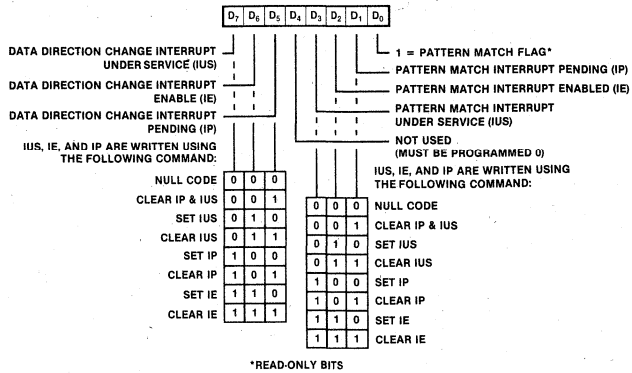 D7 D6 D5 D4 D3 D2 D1 D0
DATA DIRECTION CHANGE INTERRUPT
UNDER SERVICE (IUS)
DATA DIRECTION CHANGE INTERRUPT
ENABLE (IE)
DATA DIRECTION CHANGE INTERRUPT
PENDING (IP)
IUS, IE, AND IP ARE WRITTEN USING
THE FOLLOWING COMMAND:
NULL CODE 0 0 0
CLEAR IP & IUS 0 0 1
SET IUS 0 1 0
CLEAR IUS 0 1 1
SET IP 1 0 0
CLEAR IP 1 0 1
SET IE 1 1 0
CLEAR IE 1 1 1
1 = PATTERN MATCH FLAG*
PATTERN MATCH INTERRUPT PENDING (IP)
PATTERN MATCH INTERRUPT ENABLED (IE)
PATTERN MATCH INTERRUPT
UNDER SERVICE (IUS)
NOT USED
(MUST BE PROGRAMMED 0)
IUS, IE, AND IP ARE WRITTEN USING
THE FOLLOWING COMMAND:
0 0 0 NULL CODE
0 0 1 CLEAR IP & IUS
0 1 0 SET IUS
0 1 1 CLEAR IUS
1 0 0 SET IP
1 0 1 CLEAR IP
1 1 0 SET IE
1 1 1 CLEAR IE
*READ-ONLY BITS